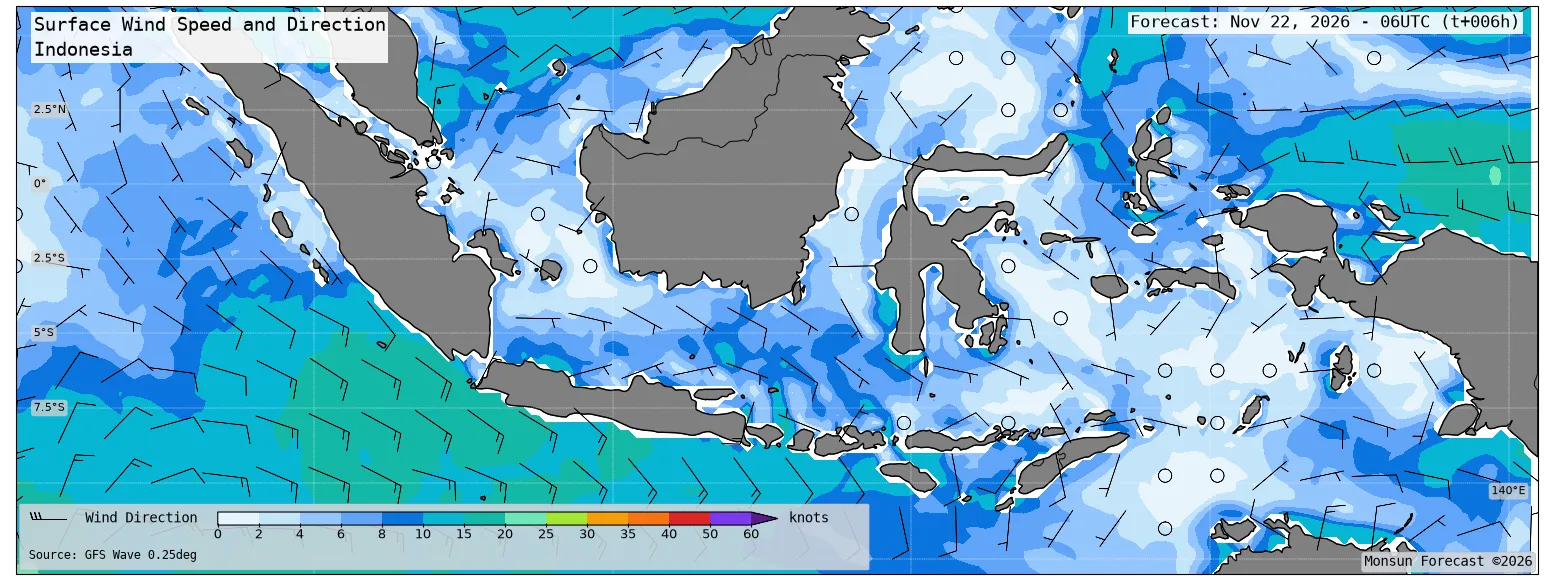 Surface Wind Speed and Direction
Indonesia
Forecast: Nov 22, 2026 - 06UTC (t+006h)
2.5°N
0°
2.5°S
5°S
7.5°S
140°E
Wind Direction
0 2 4 6 8 10 15 20 25 30 35 40 50 60
knots
Source: GFS Wave 0.25deg
Monsun Forecast ©2026